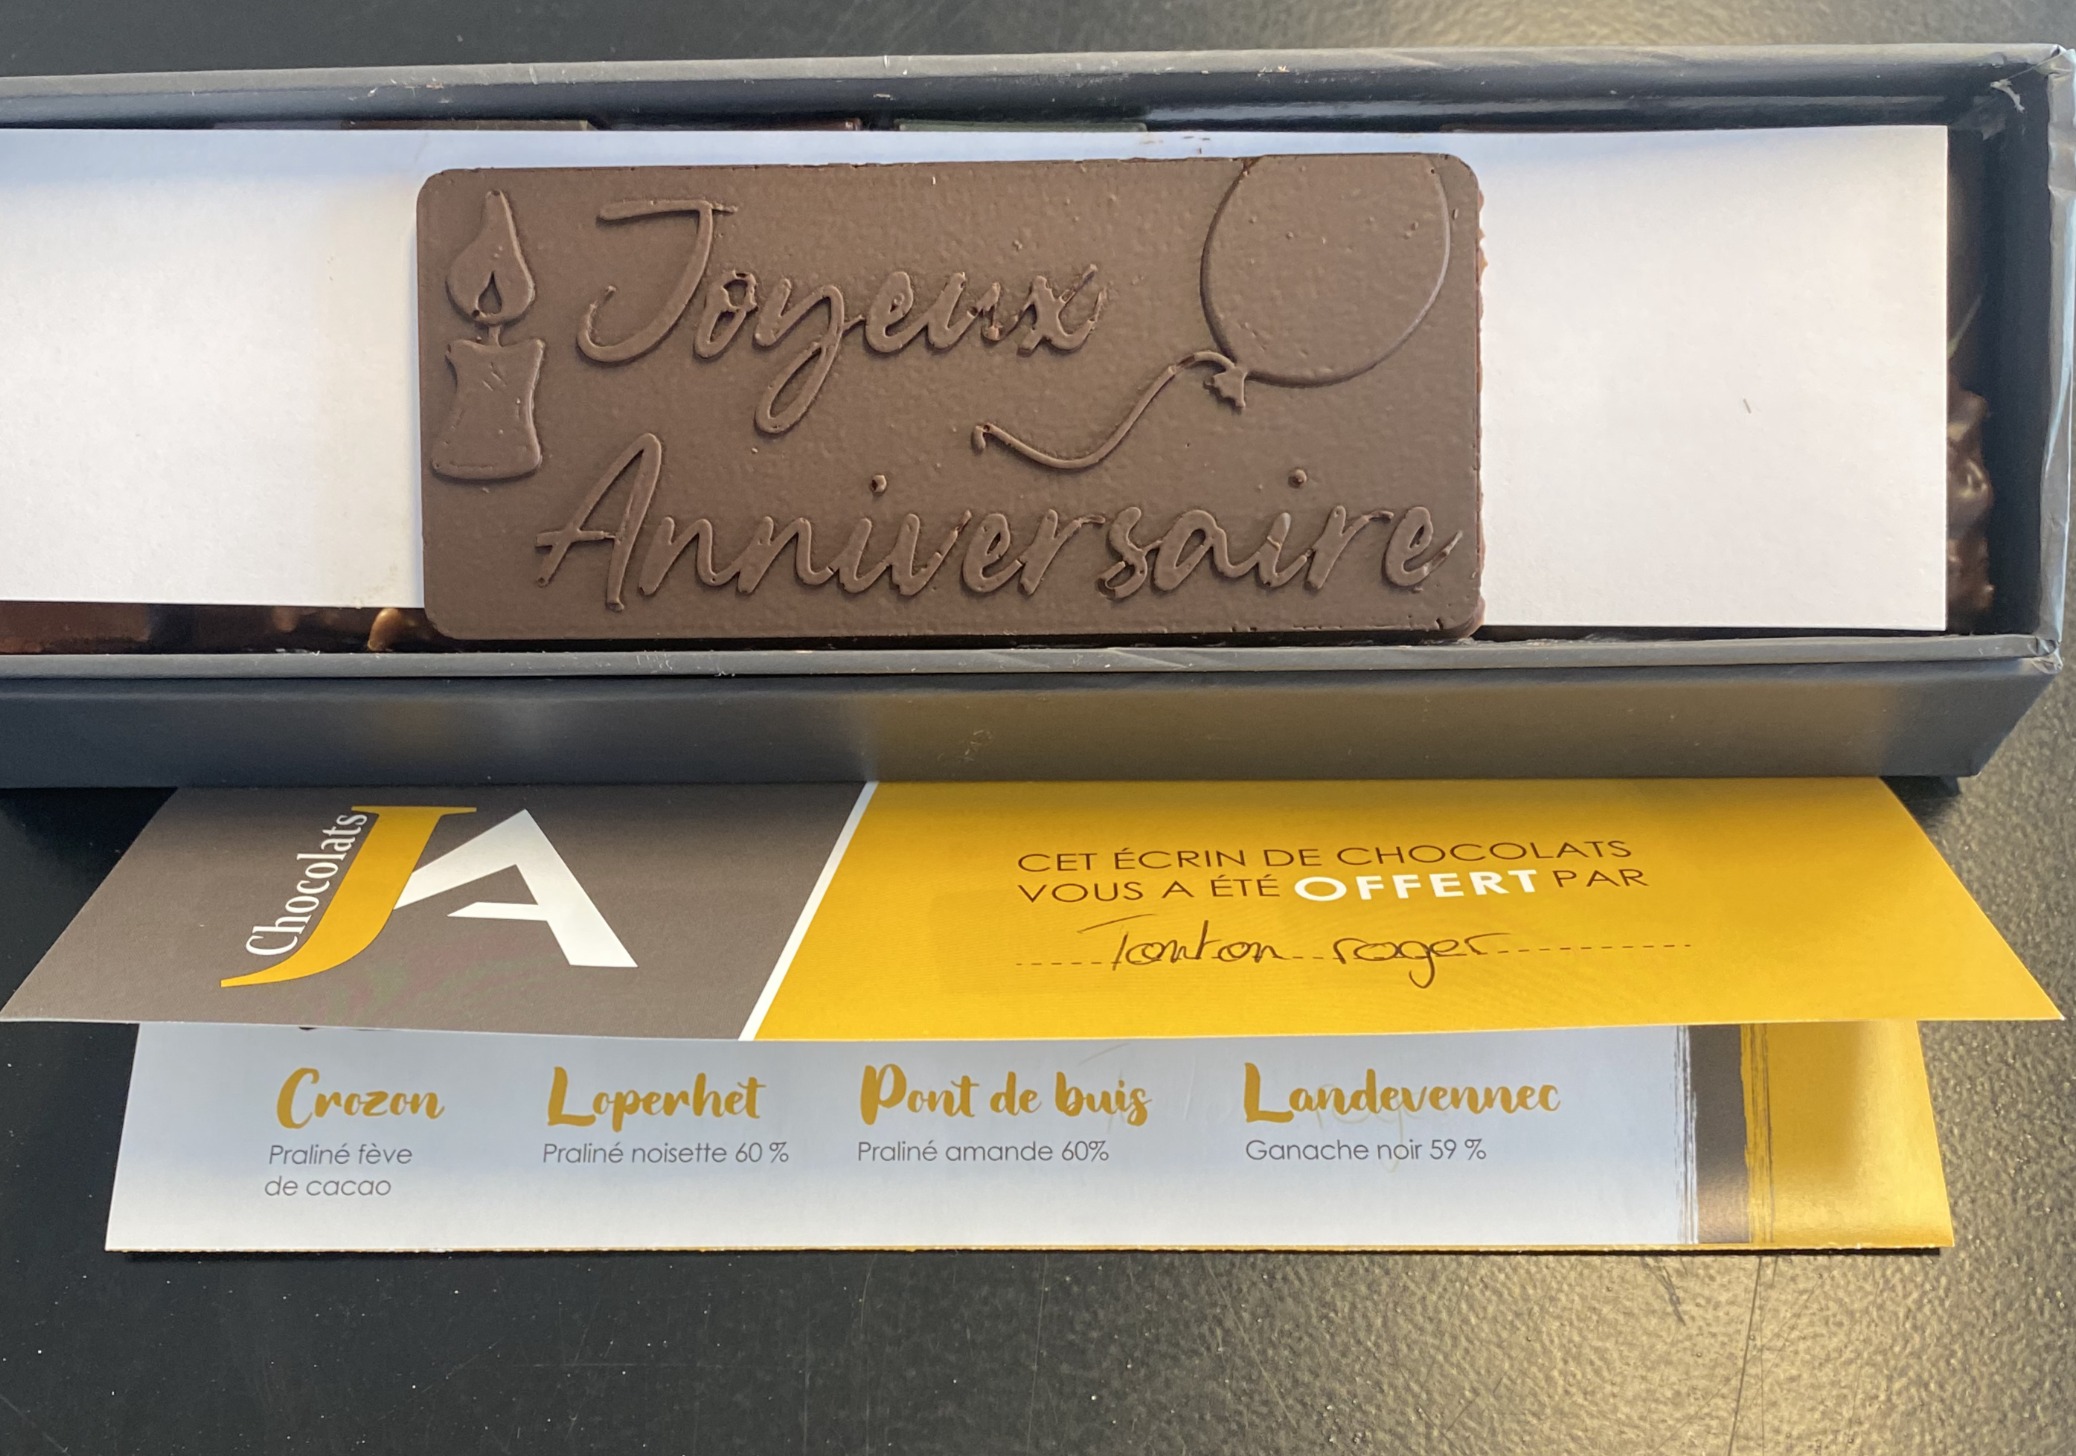 Joyeux
Anniversaire
Chocolats
JA
CET ÉCRIN DE CHOCOLATS
VOUS A ÉTÉ OFFERT PAR
Tonton roger
Crozon
Praliné fève
de cacao
Loperhet
Praliné noisette 60 %
Pont de buis
Praliné amande 60%
Landevennec
Ganache noir 59 %